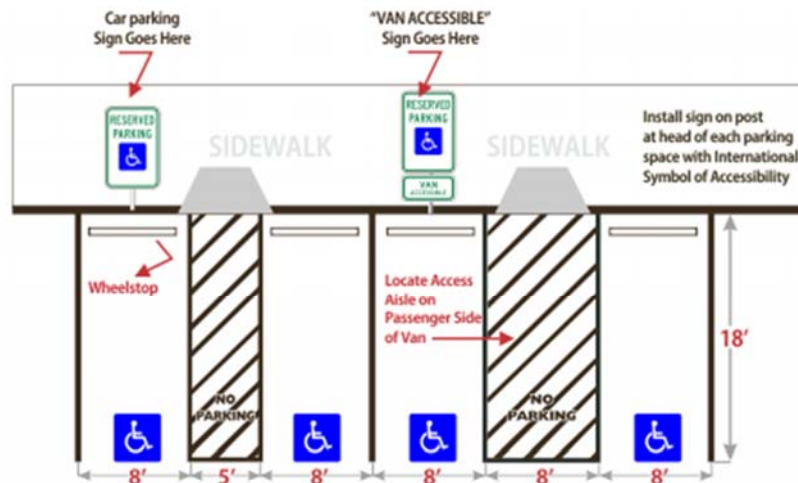 Car parking
Sign Goes Here
"VAN ACCESSIBLE"
Sign Goes Here
RESERVED
PARKING
RESERVED
PARKING
VAN
ACCESSIBLE
SIDEWALK
SIDEWALK
Install sign on post
at head of each parking
space with International
Symbol of Accessibility
Wheelstop
Locate Access
Aisle on
Passenger Side
of Van
18'
NO
PARKING
NO
PARKING
8'
5'
8'
8'
8'
8'